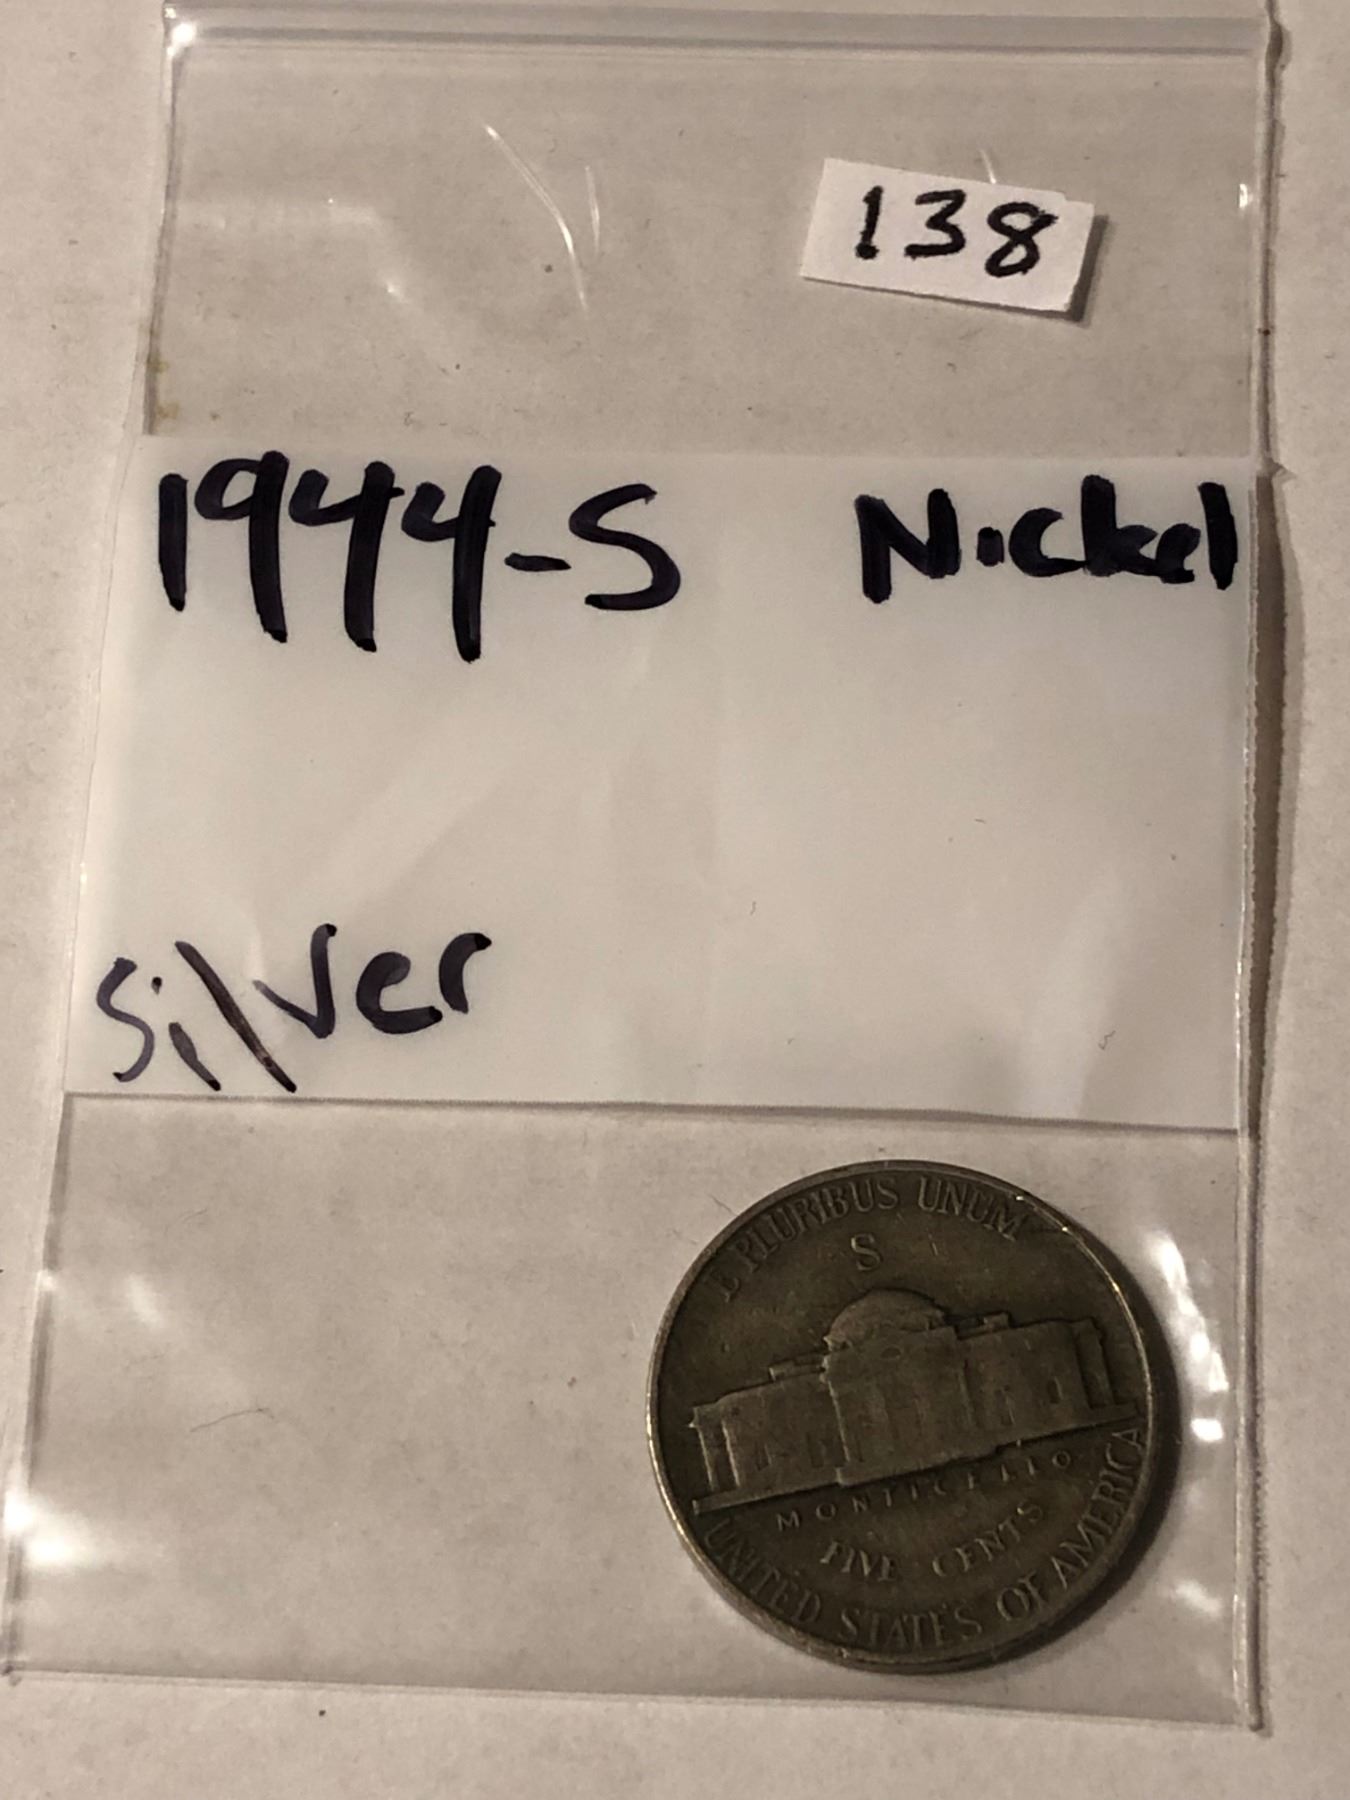 138
1944-S Nickel
Silver
E PLURIBUS UNUM
S
MONTICELLO
FIVE CENTS
UNITED STATES OF AMERICA